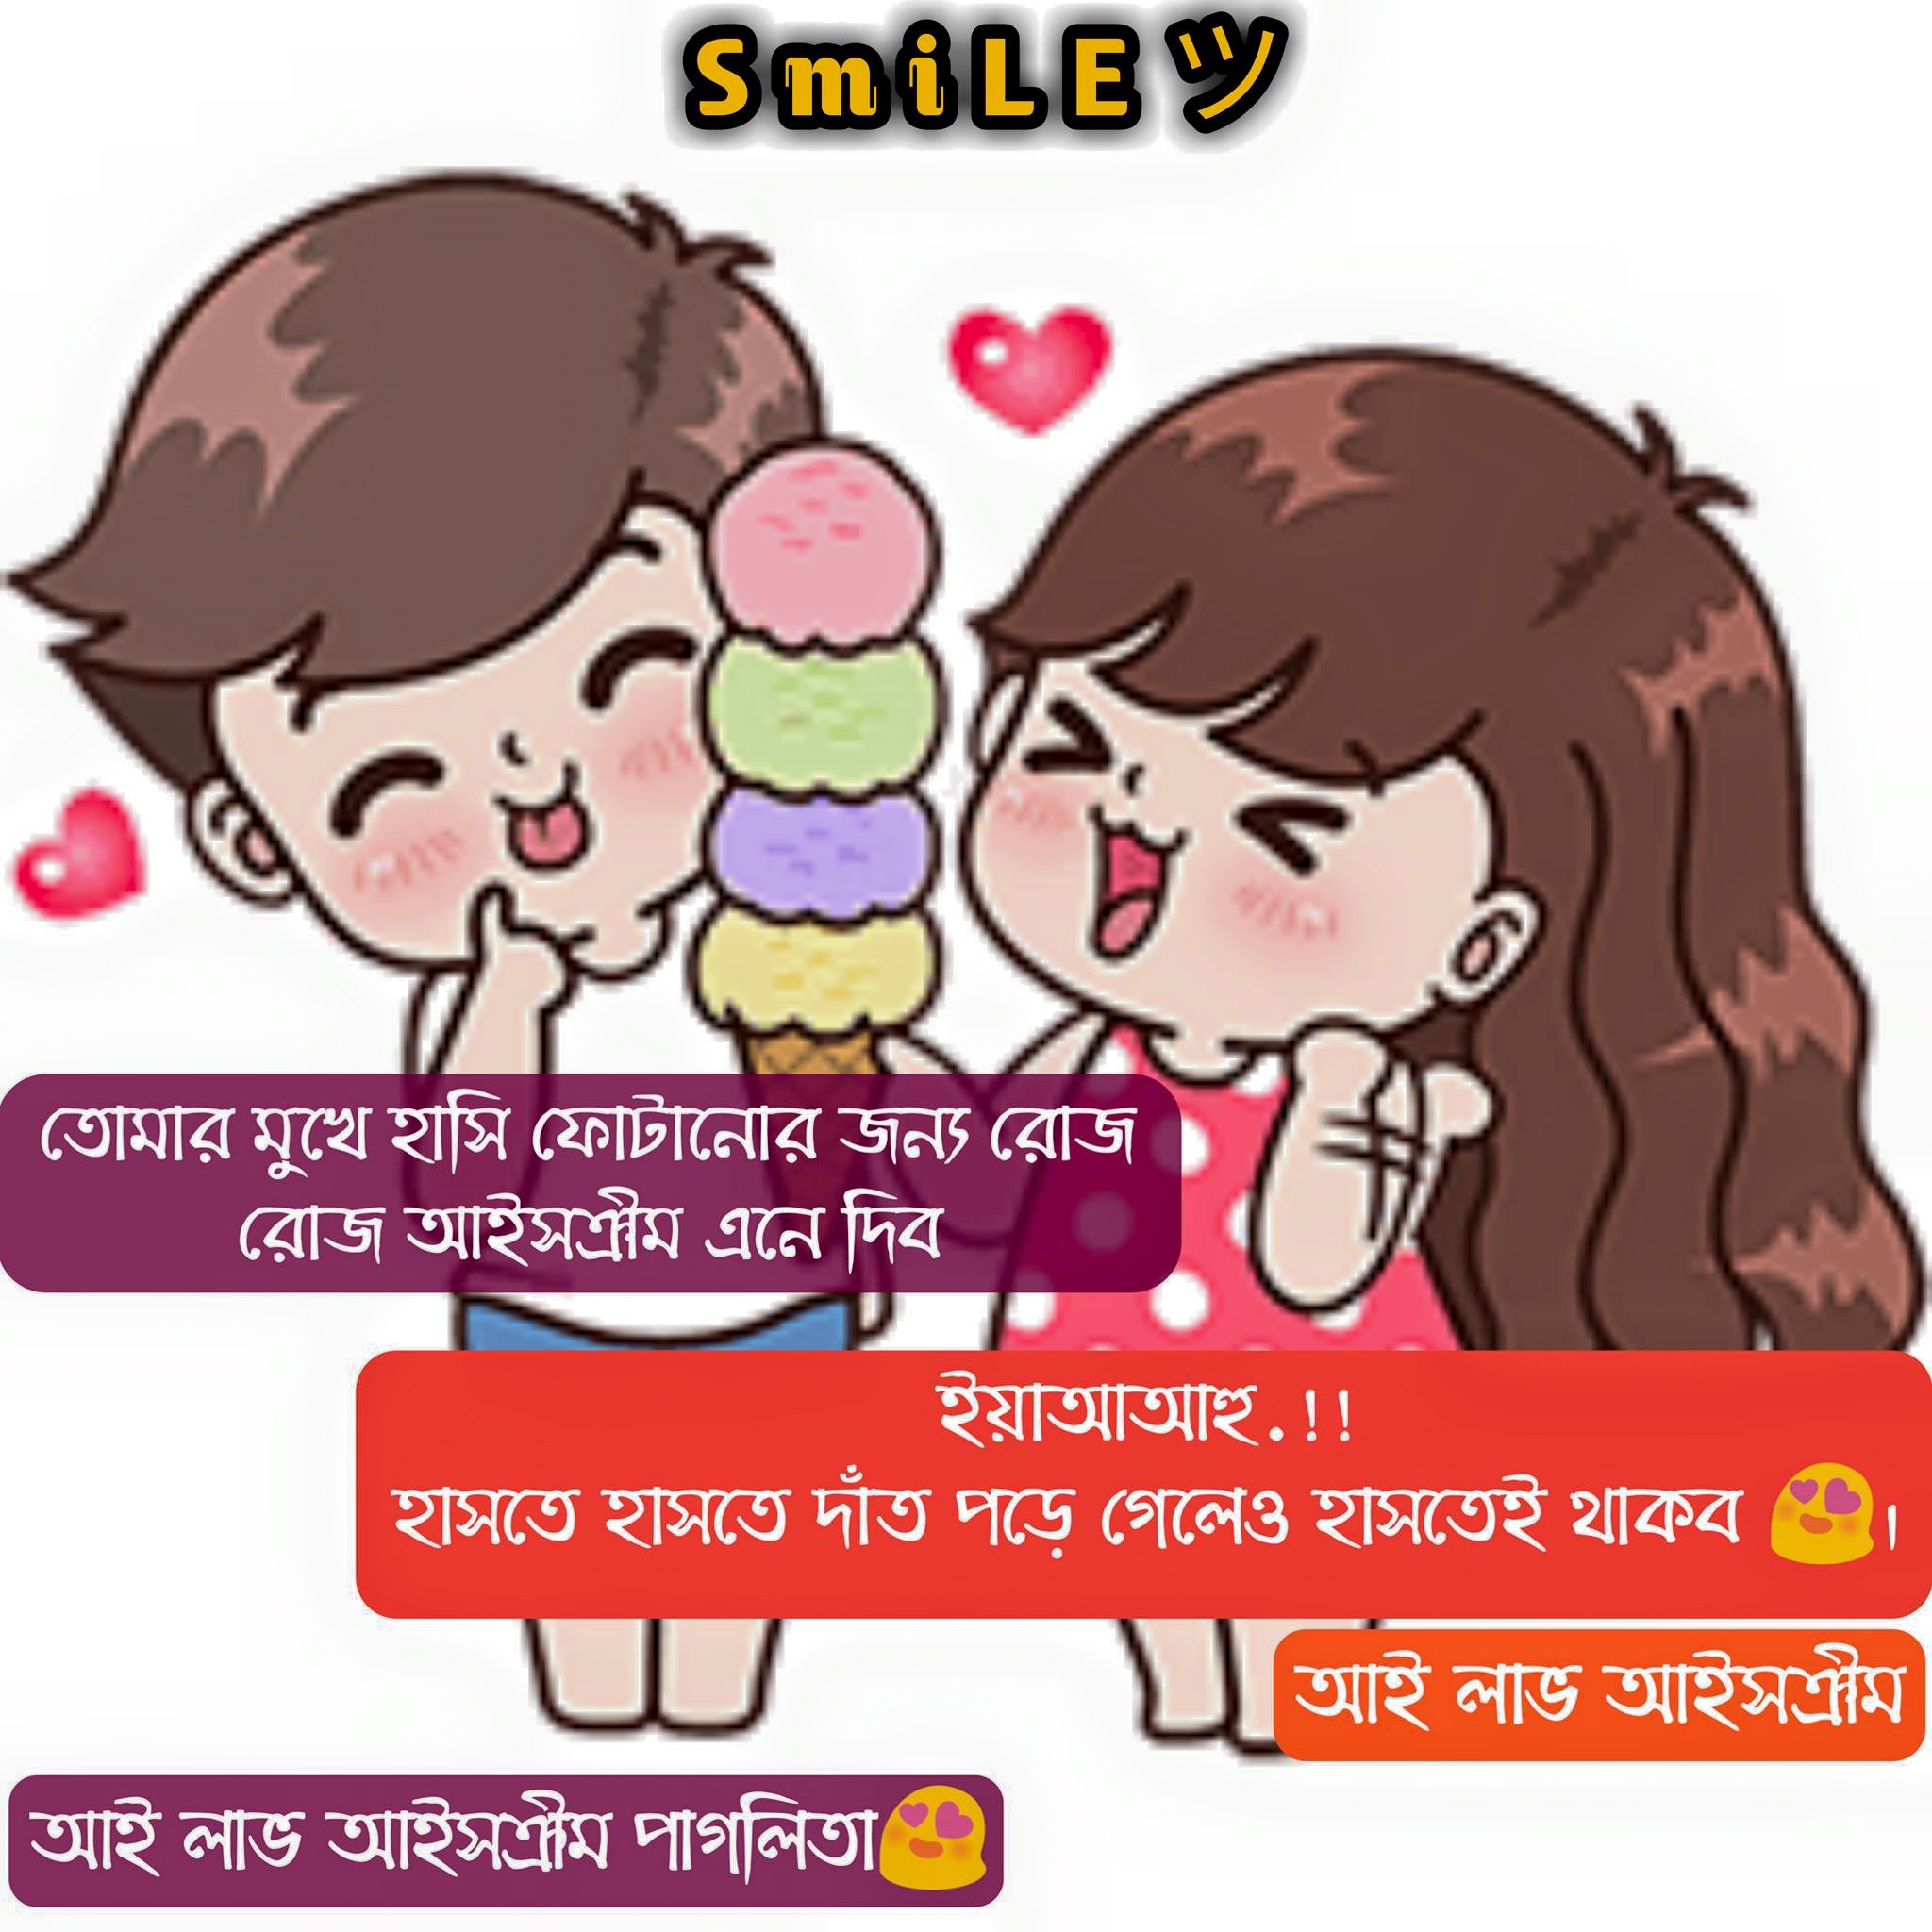 SmiLEツ
তোমার মুখে হাসি ফোটানোর জন্য রোজ
রোজ আইসক্রীম এনে দিব
ইয়াআআহু.!!
হাসতে হাসতে দাঁত পড়ে গেলেও হাসতেই থাকব 😍।
আই লাভ আইসক্রীম
আই লাভ আইসক্রীম পাগলিতা😍